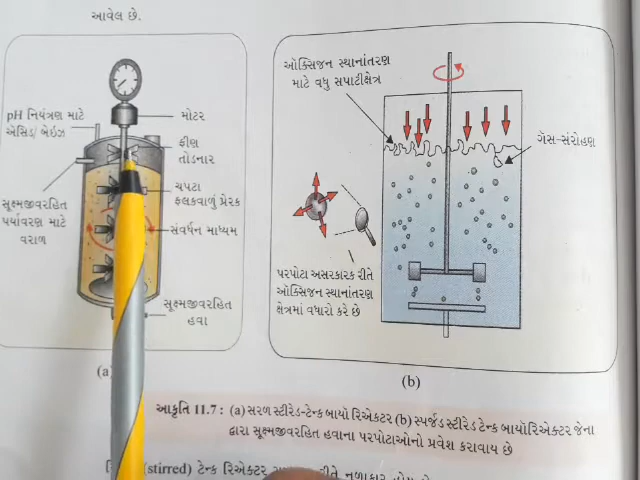 આવેલ છે.
pH નિયંત્રણ માટે
ઍસિડ/ બેઇઝ
મોટર
ફીણ
તોડનાર
ચપટા
ફલકવાળું પ્રેરક
સૂક્ષ્મજીવરહિત
પર્યાવરણ માટે
વરાળ
સંવર્ધન માધ્યમ
સૂક્ષ્મજીવરહિત
હવા
(a
(b)
ઑક્સિજન સ્થાનાંતરણ
માટે વધુ સપાટીક્ષેત્ર
ગૅસ-સંરોહણ
પરપોટા અસરકારક રીતે
ઑક્સિજન સ્થાનાંતરણ
ક્ષેત્રમાં વધારો કરે છે
(b)
આકૃતિ 11.7 : (a) સરળ સ્ટીરેડ-ટેન્ક બાયો રિએકટર (b) સ્પર્જડ સ્ટીરેડ ટેન્ક બાયૉરિએક્ટર જેના
દ્વારા સૂક્ષ્મજીવરહિત હવાના પરપોટાઓનો પ્રવેશ કરાવાય છે
(stirred) ટેન્ક રિએક્ટર